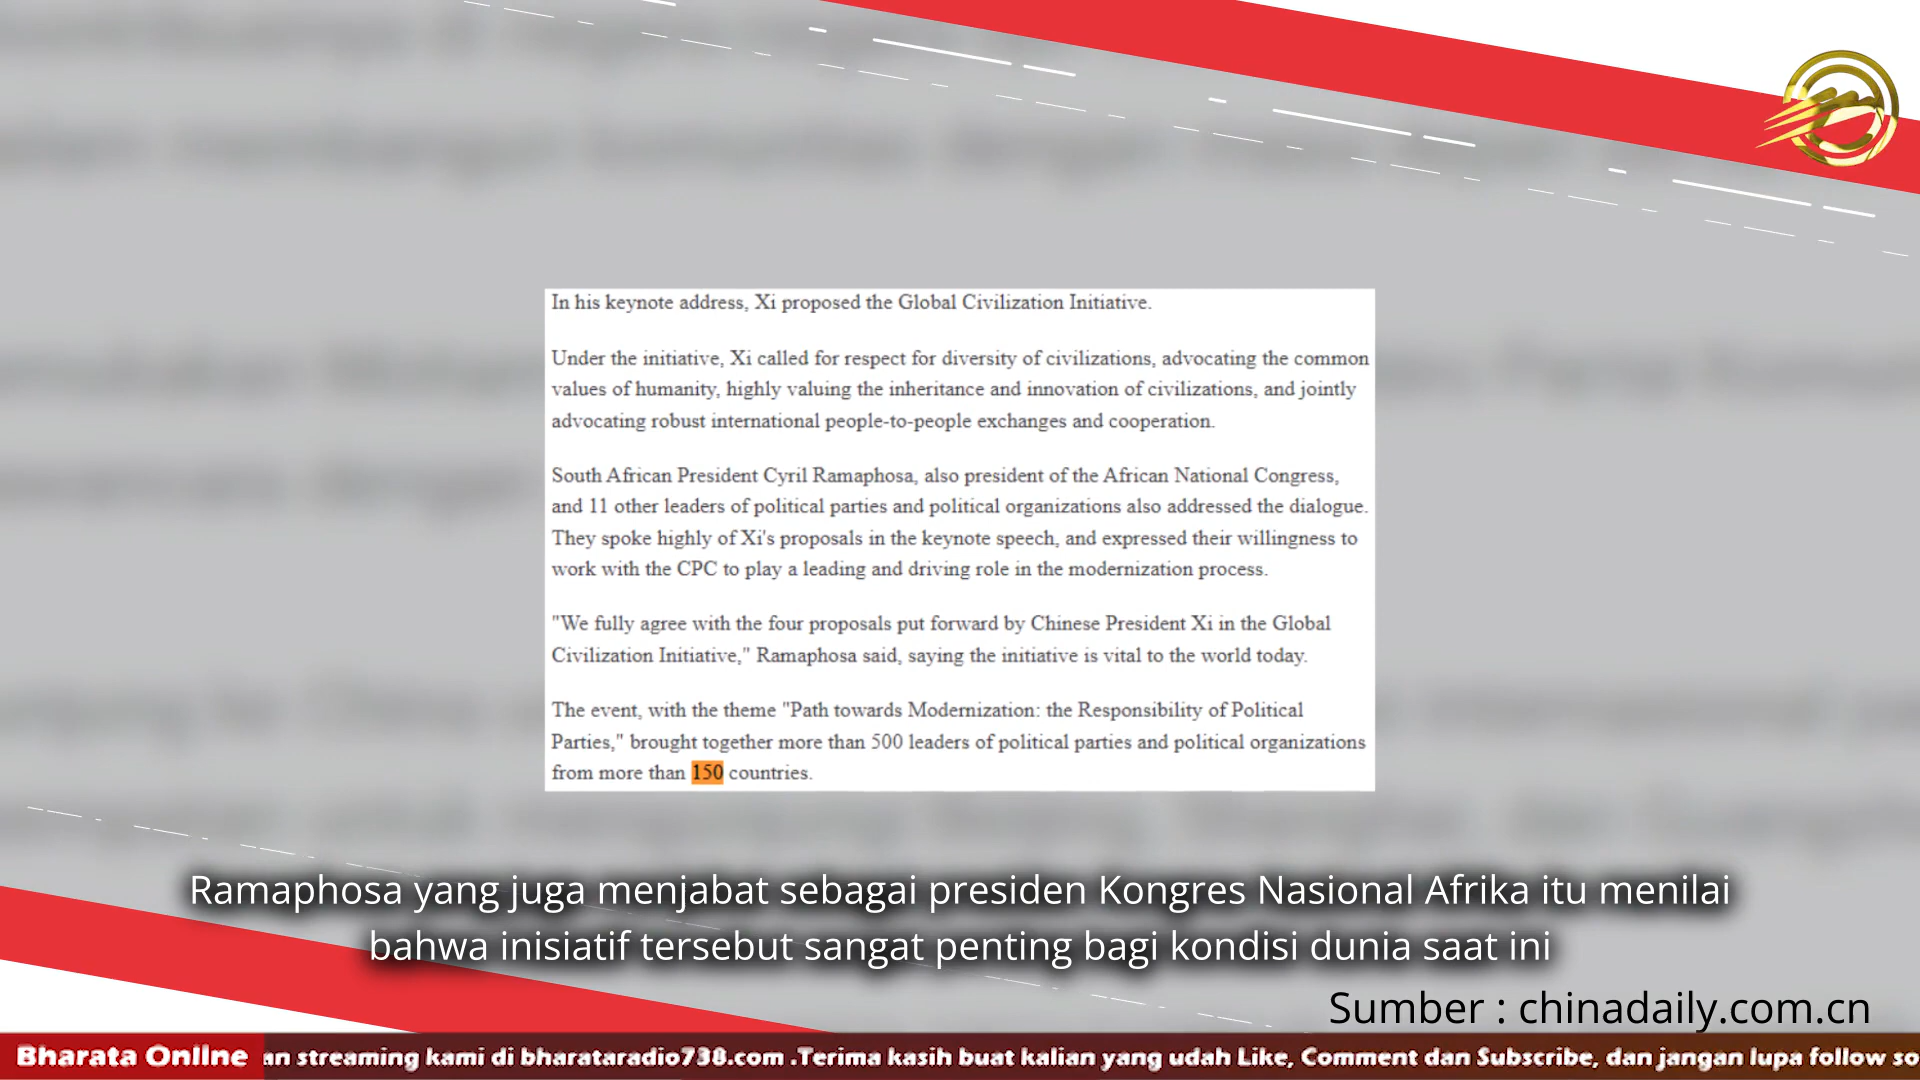 In his keynote address, Xi proposed the Global Civilization Initiative.
Under the initiative, Xi called for respect for diversity of civilizations, advocating the common
values of humanity, highly valuing the inheritance and innovation of civilizations, and jointly
advocating robust international people-to-people exchanges and cooperation.
South African President Cyril Ramaphosa, also president of the African National Congress,
and 11 other leaders of political parties and political organizations also addressed the dialogue.
They spoke highly of Xi's proposals in the keynote speech, and expressed their willingness to
work with the CPC to play a leading and driving role in the modernization process.
"We fully agree with the four proposals put forward by Chinese President Xi in the Global
Civilization Initiative," Ramaphosa said, saying the initiative is vital to the world today.
The event, with the theme "Path towards Modernization: the Responsibility of Political
Parties," brought together more than 500 leaders of political parties and political organizations
from more than 150 countries.
Ramaphosa yang juga menjabat sebagai presiden Kongres Nasional Afrika itu menilai
bahwa inisiatif tersebut sangat penting bagi kondisi dunia saat ini
Sumber : chinadaily.com.cn
Bharata Online an streaming kami di bharataradio738.com .Terima kasih buat kalian yang udah Like, Comment dan Subscribe, dan jangan lupa follow so